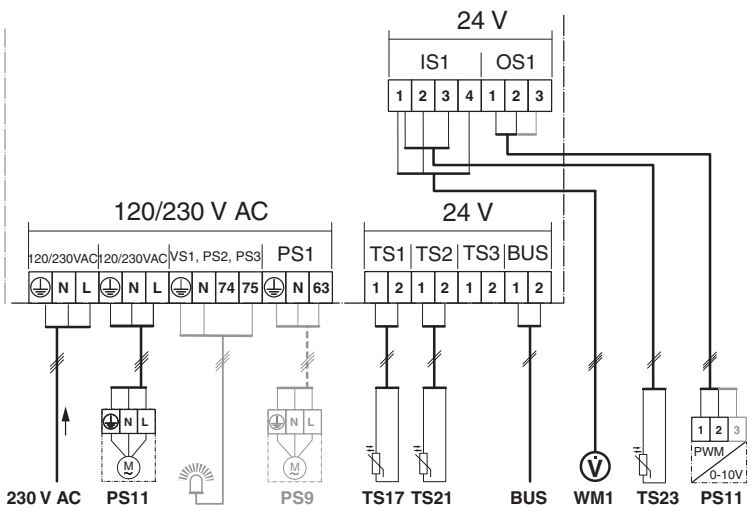 24 V
IS1 OS1
1 2 3 4 1 2 3
120/230 V AC 24 V
120/230VAC 120/230VAC VS1, PS2, PS3 PS1 TS1 TS2 TS3 BUS
N L N L N 74 75 N 63 1 2 1 2 1 2 1 2
N L N L 1 2 3
M ~ M ~ V̇ PWM
0-10V
230 V AC PS11 PS9 TS17 TS21 BUS WM1 TS23 PS11